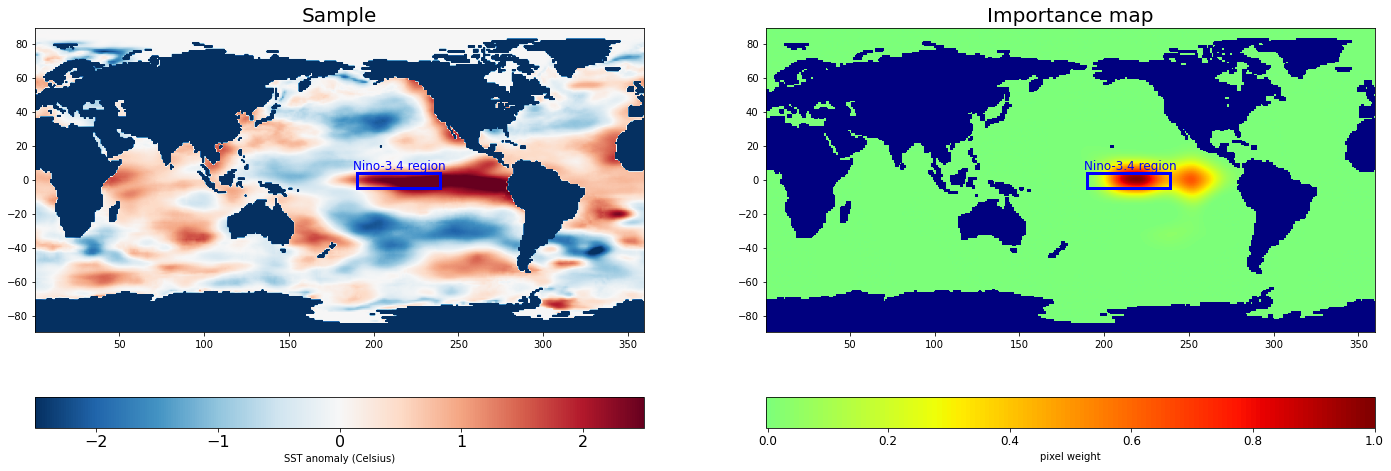 Sample
80
60
40
20
0
−20
−40
−60
−80
Nino-3.4 region
50 100 150 200 250 300 350
−2 −1 0 1 2
SST anomaly (Celsius)
Importance map
80
60
40
20
0
−20
−40
−60
−80
Nino-3.4 region
50 100 150 200 250 300 350
0.0 0.2 0.4 0.6 0.8 1.0
pixel weight